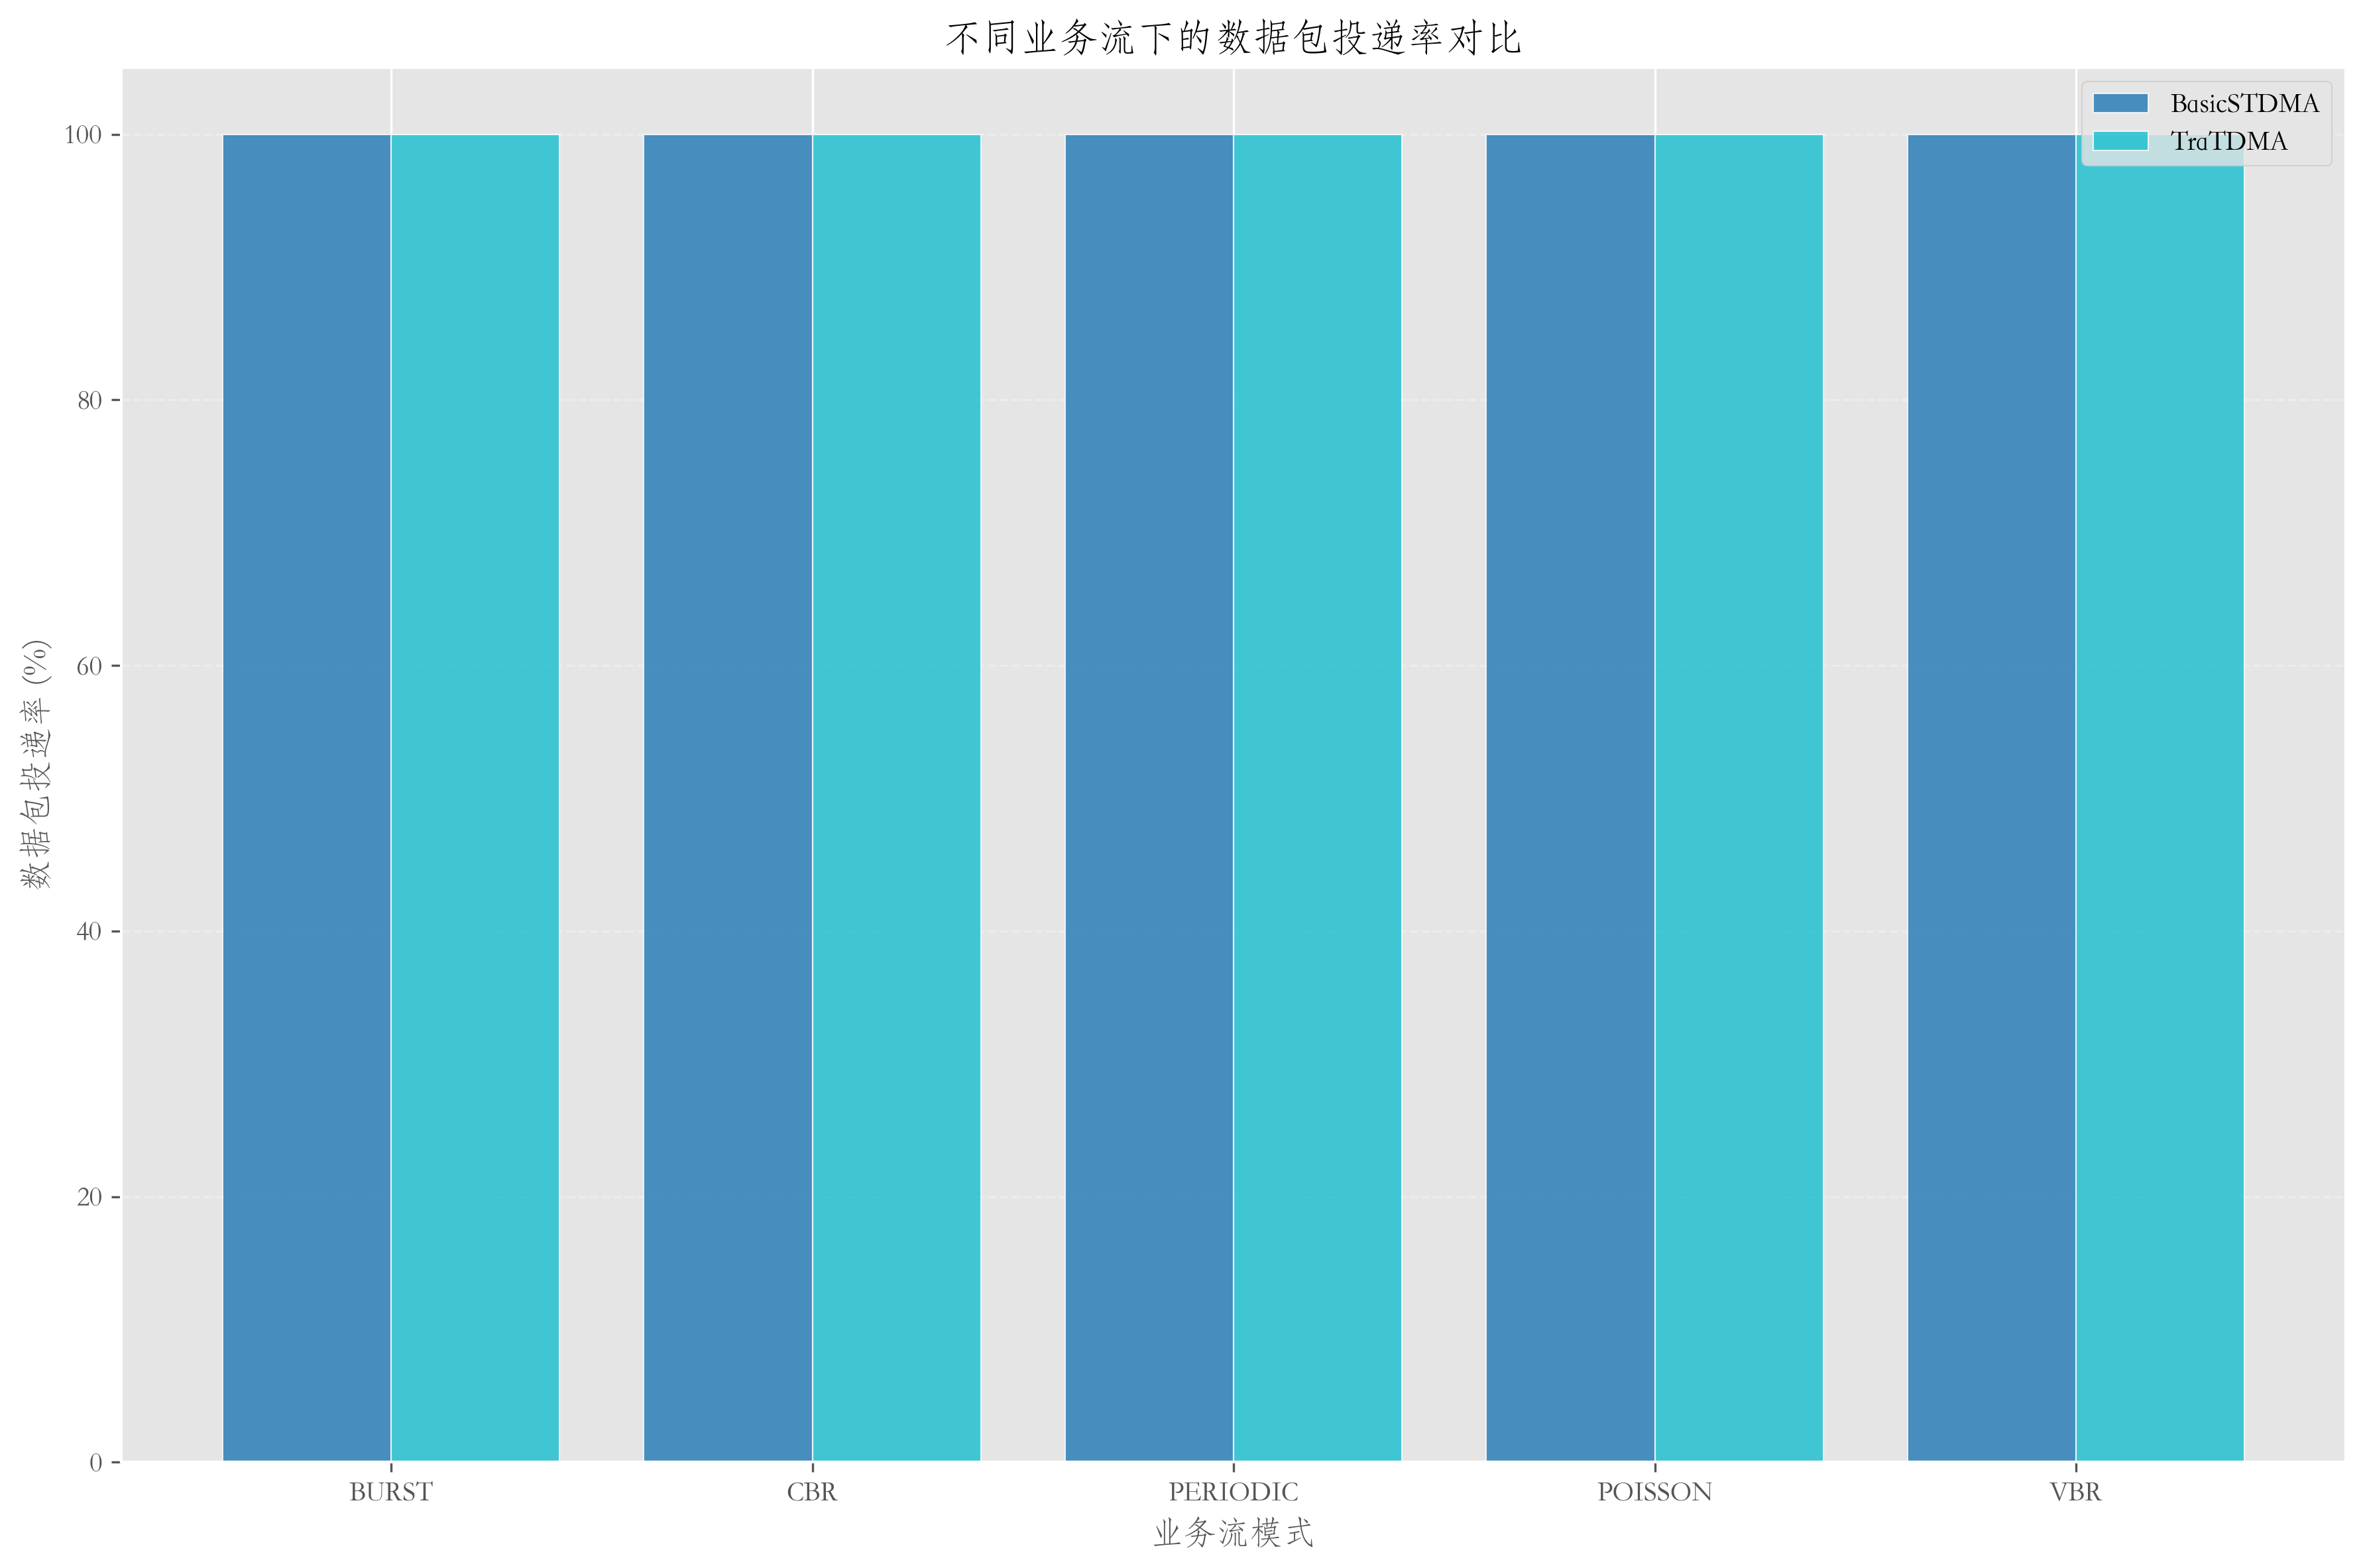 不同业务流下的数据包投递率对比
BasicSTDMA
TraTDMA
数据包投递率 (%)
100
80
60
40
20
0
BURST
CBR
PERIODIC
POISSON
VBR
业务流模式